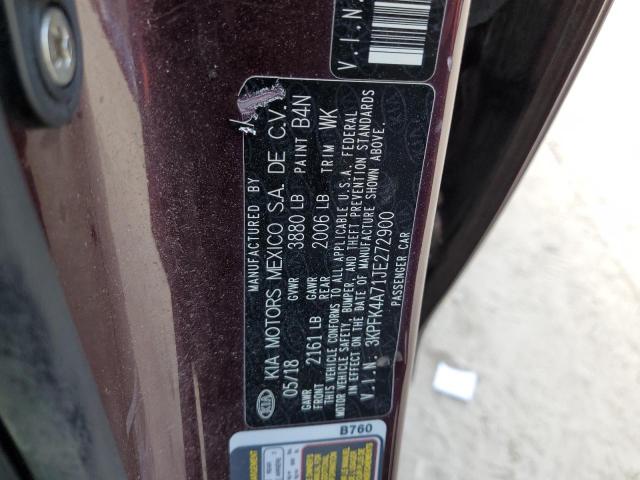 MANUFACTURED BY
KIA MOTORS MEXICO S.A. DE C.V.
05/18 GVWR 3880 LB PAINT B4N
GAWR FRONT 2161 LB GAWR REAR 2006 LB TRIM WK
THIS VEHICLE CONFORMS TO ALL APPLICABLE U.S.A. FEDERAL
MOTOR VEHICLE SAFETY, BUMPER, AND THEFT PREVENTION STANDARDS
IN EFFECT ON THE DATE OF MANUFACTURE SHOWN ABOVE.
V.I.N. 3KPFK4A71JE272900
PASSENGER CAR
KIA
V.I.N.
B760